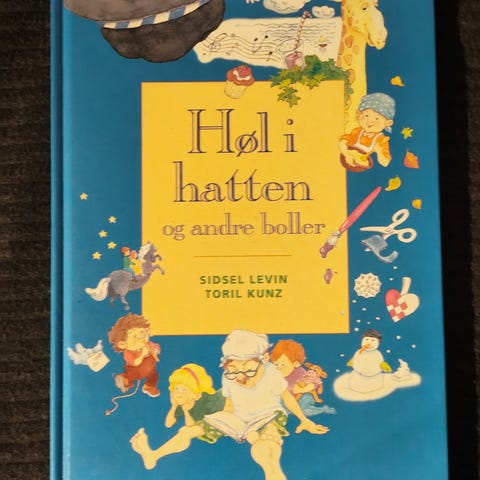 Høl i
hatten
og andre boller
SIDSEL LEVIN
TORIL KUNZ